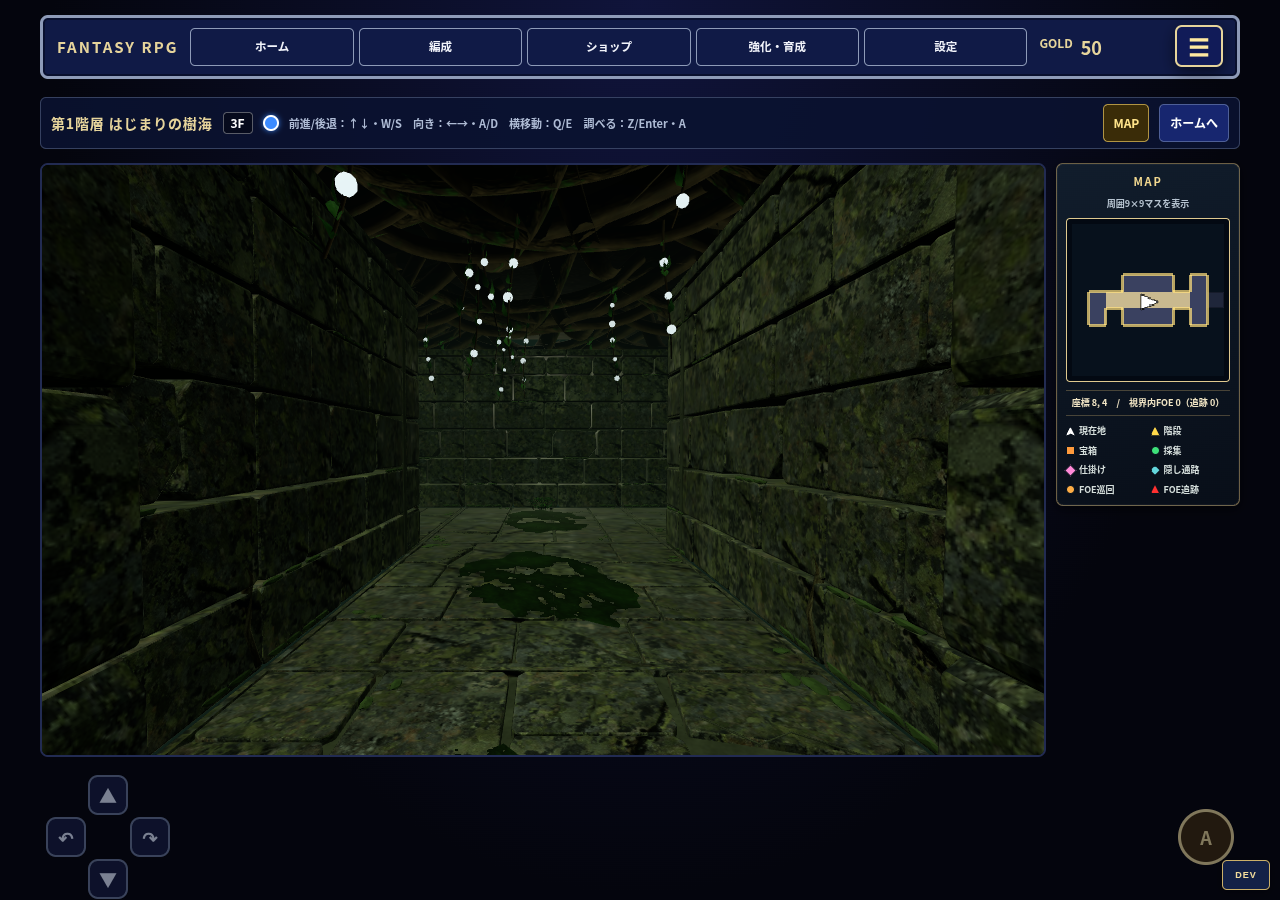 FANTASY RPG
ホーム
編成
ショップ
強化・育成
設定
GOLD 50
第1階層 はじまりの樹海
3F
前進/後退：↑↓・W/S 向き：←→・A/D 横移動：Q/E 調べる：Z/Enter・A
MAP
ホームへ
MAP
周囲9×9マスを表示
座標 8, 4 / 視界内FOE 0（追跡 0）
現在地
階段
宝箱
採集
仕掛け
隠し通路
FOE巡回
FOE追跡
A
DEV